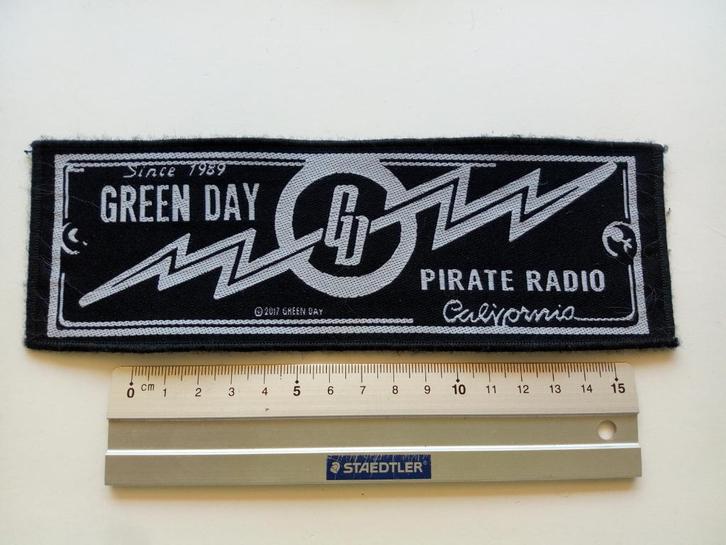 Since 1989
GREEN DAY
GD
PIRATE RADIO
California
© 2017 GREEN DAY
0 cm 1 2 3 4 5 6 7 8 9 10 11 12 13 14 15
STAEDTLER